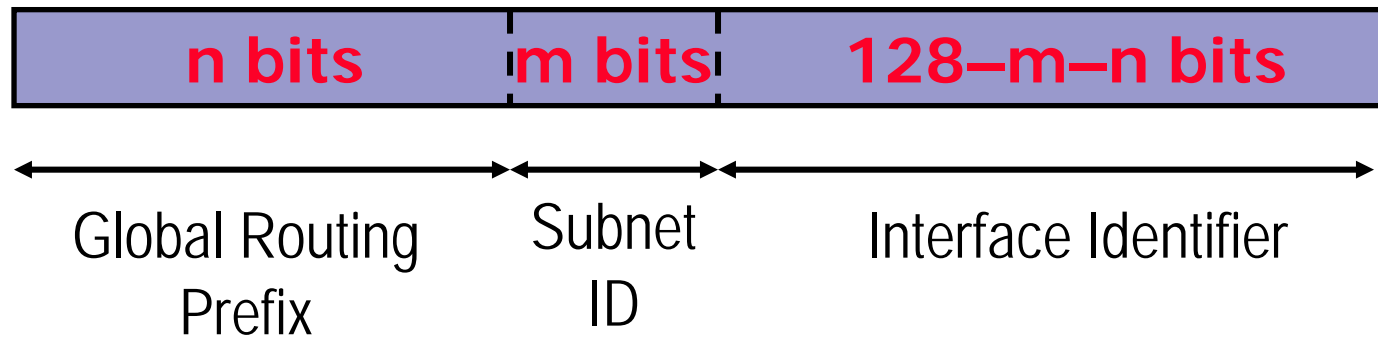 n bits m bits 128–m–n bits
Global Routing Prefix
Subnet ID
Interface Identifier